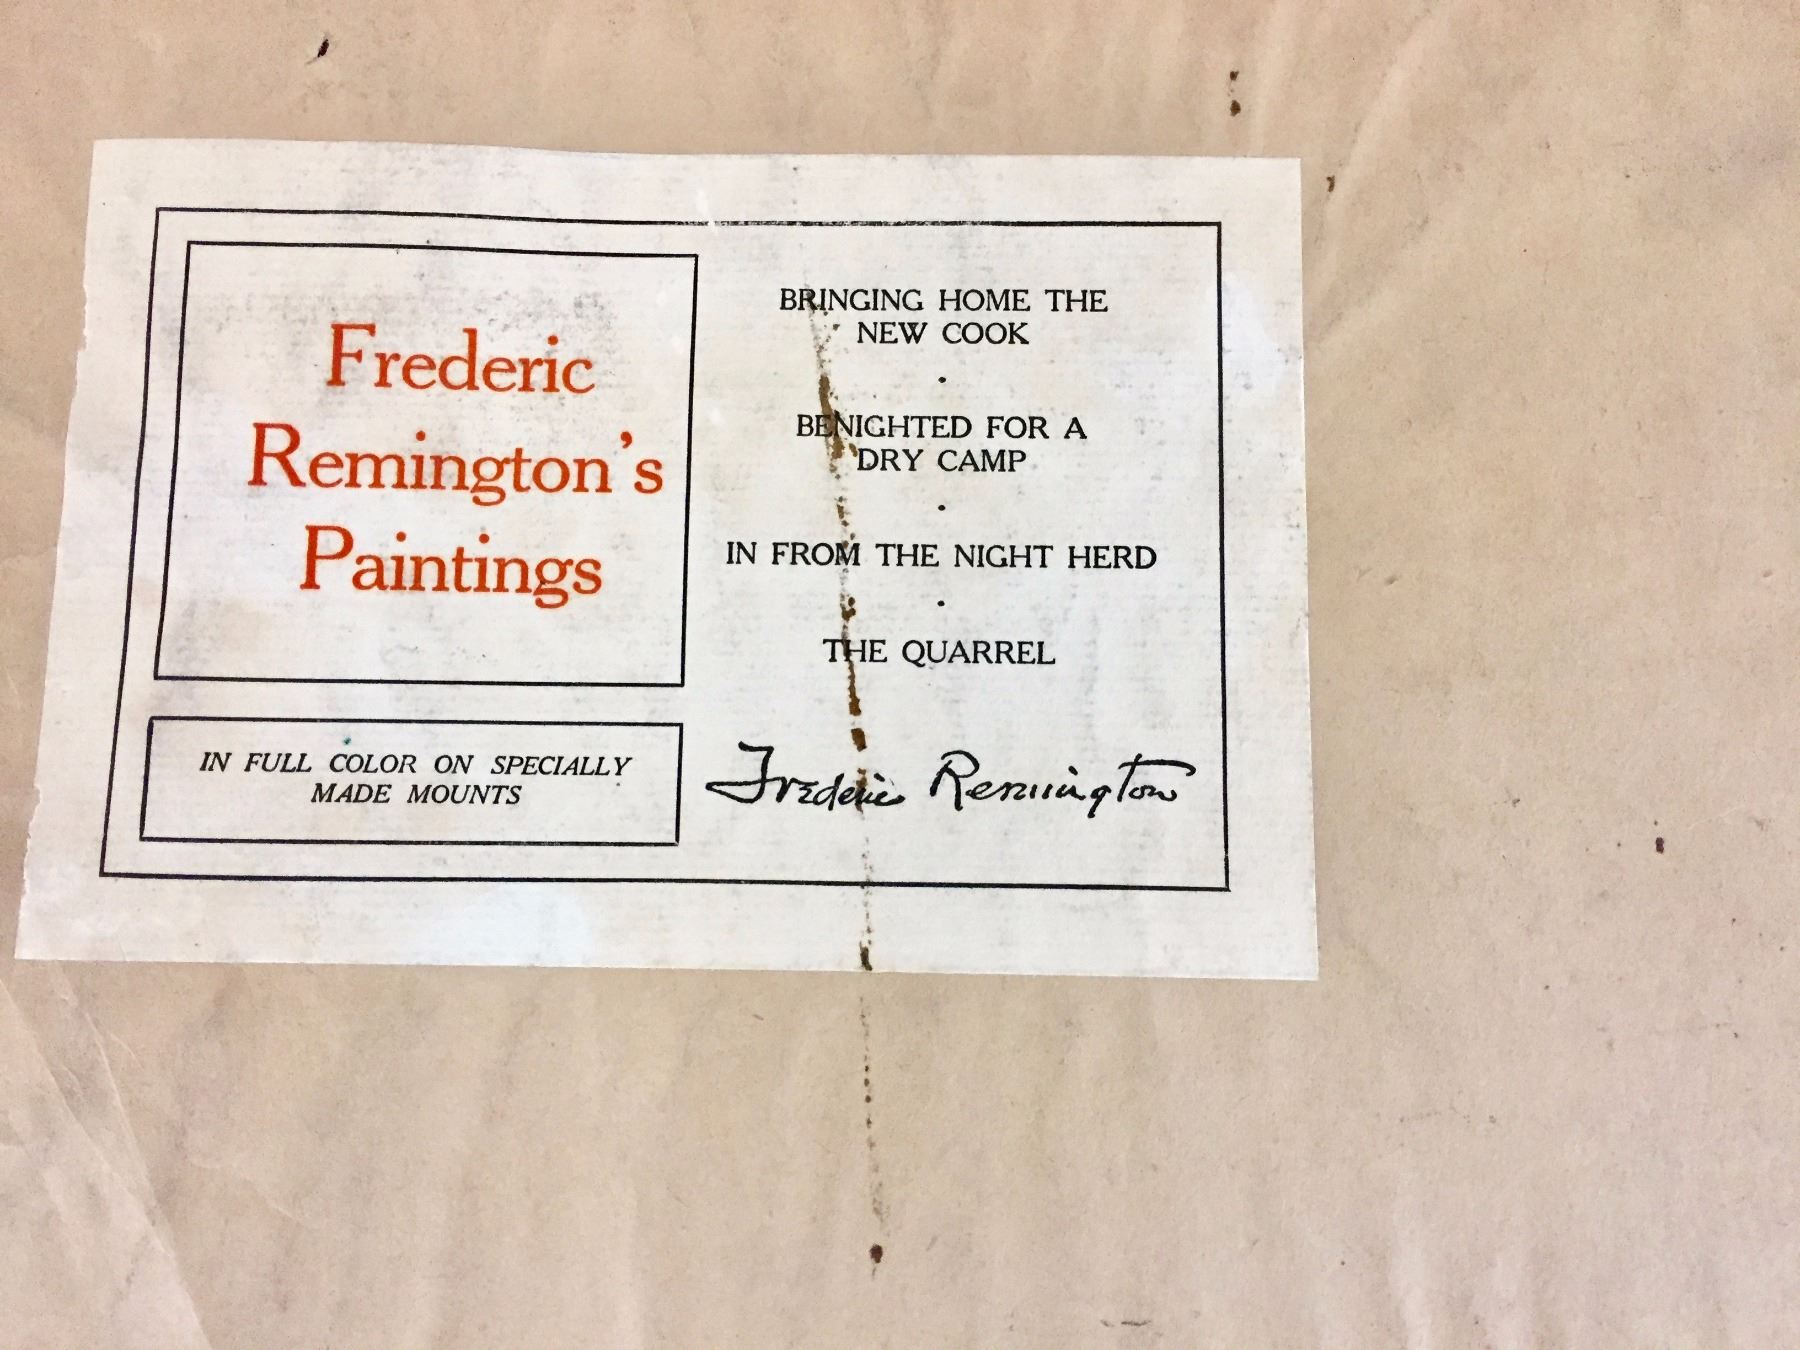 Frederic
Remington's
Paintings
IN FULL COLOR ON SPECIALLY
MADE MOUNTS
BRINGING HOME THE
NEW COOK
BENIGHTED FOR A
DRY CAMP
IN FROM THE NIGHT HERD
THE QUARREL
Frederic Remington